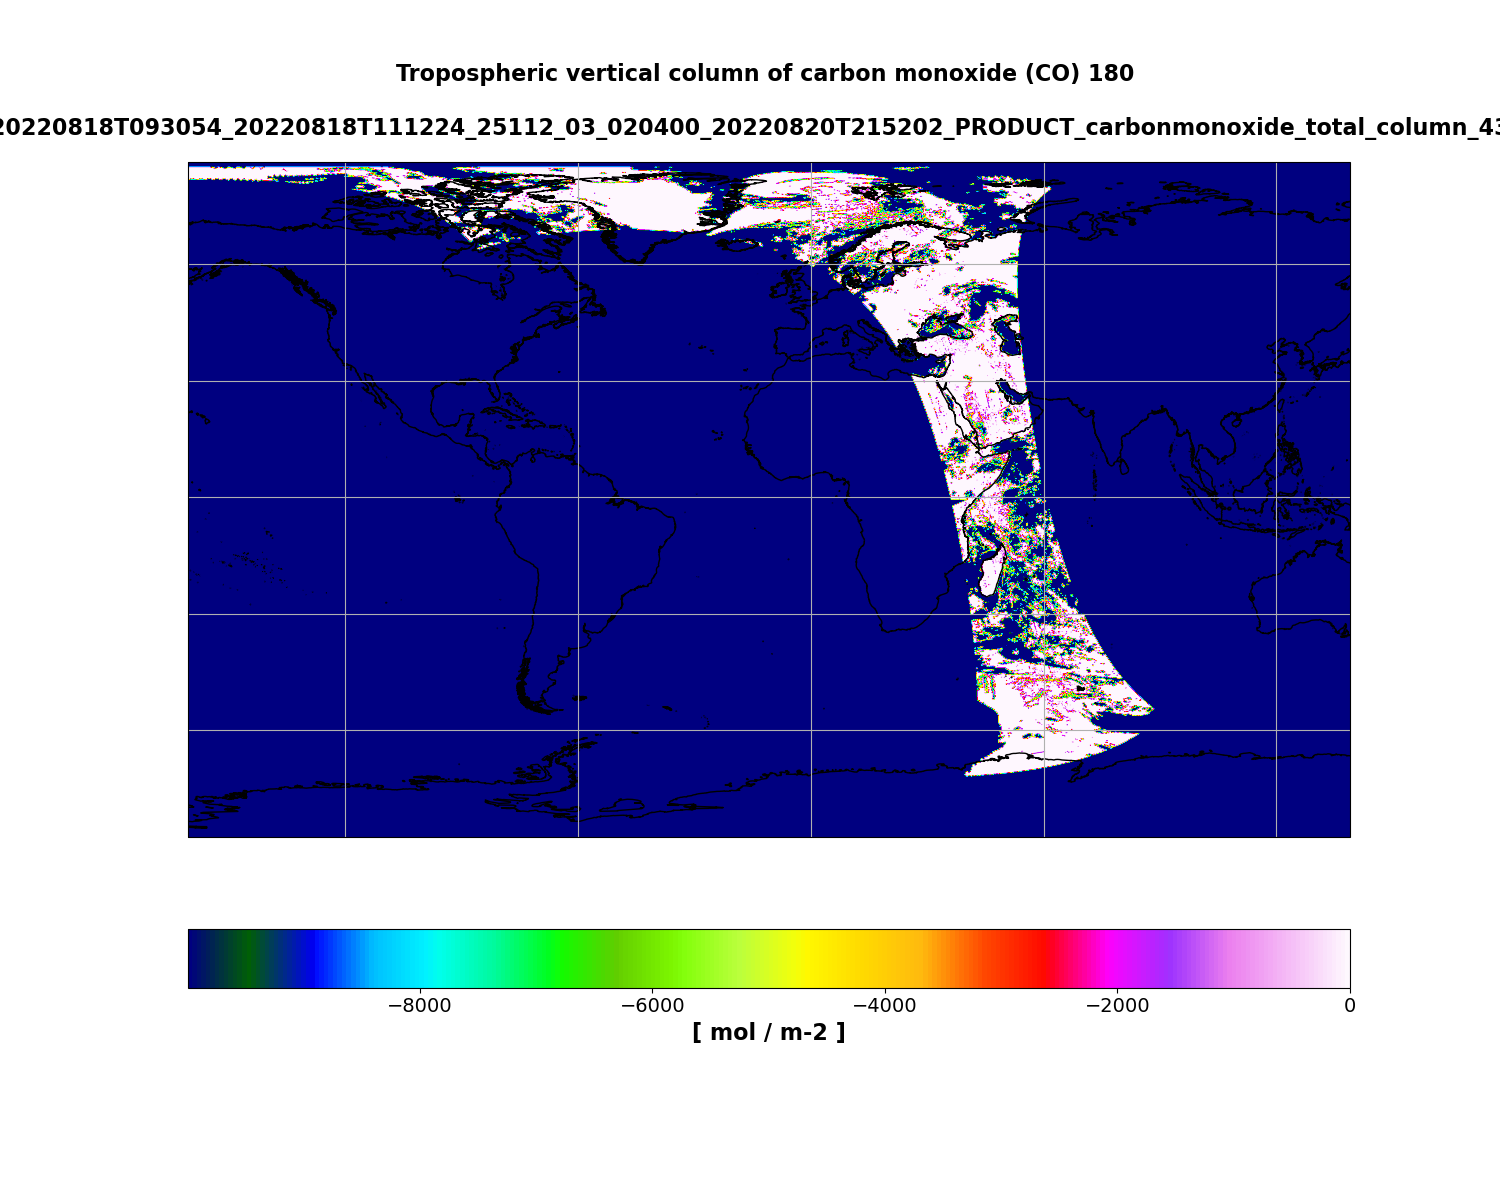 Tropospheric vertical column of carbon monoxide (CO) 180
20220818T093054_20220818T111224_25112_03_020400_20220820T215202_PRODUCT_carbonmonoxide_total_column_43
−8000 −6000 −4000 −2000 0
[ mol / m-2 ]